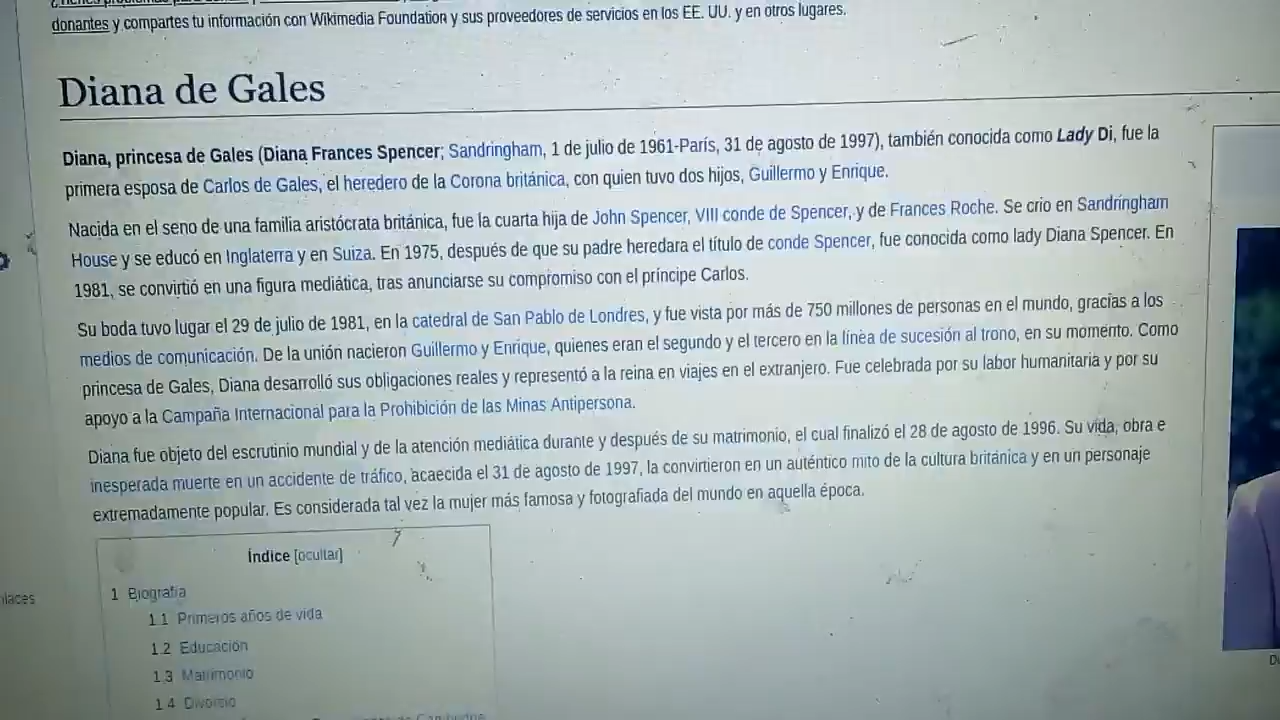 donantes y compartes tu información con Wikimedia Foundation y sus proveedores de servicios en los EE. UU. y en otros lugares.
Diana de Gales
Diana, princesa de Gales (Diana Frances Spencer; Sandringham, 1 de julio de 1961-París, 31 de agosto de 1997), también conocida como Lady Di, fue la
primera esposa de Carlos de Gales, el heredero de la Corona británica, con quien tuvo dos hijos, Guillermo y Enrique.
Nacida en el seno de una familia aristócrata británica, fue la cuarta hija de John Spencer, VIII conde de Spencer, y de Frances Roche. Se crio en Sandringham
House y se educó en Inglaterra y en Suiza. En 1975, después de que su padre heredara el título de conde Spencer, fue conocida como lady Diana Spencer. En
1981, se convirtió en una figura mediática, tras anunciarse su compromiso con el príncipe Carlos.
Su boda tuvo lugar el 29 de julio de 1981, en la catedral de San Pablo de Londres, y fue vista por más de 750 millones de personas en el mundo, gracias a los
medios de comunicación. De la unión nacieron Guillermo y Enrique, quienes eran el segundo y el tercero en la línea de sucesión al trono, en su momento. Como
princesa de Gales, Diana desarrolló sus obligaciones reales y representó a la reina en viajes en el extranjero. Fue celebrada por su labor humanitaria y por su
apoyo a la Campaña Internacional para la Prohibición de las Minas Antipersona.
Diana fue objeto del escrutinio mundial y de la atención mediática durante y después de su matrimonio, el cual finalizó el 28 de agosto de 1996. Su vida, obra e
inesperada muerte en un accidente de tráfico, acaecida el 31 de agosto de 1997, la convirtieron en un auténtico mito de la cultura británica y en un personaje
extremadamente popular. Es considerada tal vez la mujer más famosa y fotografiada del mundo en aquella época.
Índice [ocultar]
1 Biografía
1.1 Primeros años de vida
1.2 Educación
1.3 Matrimonio
1.4 Divorcio